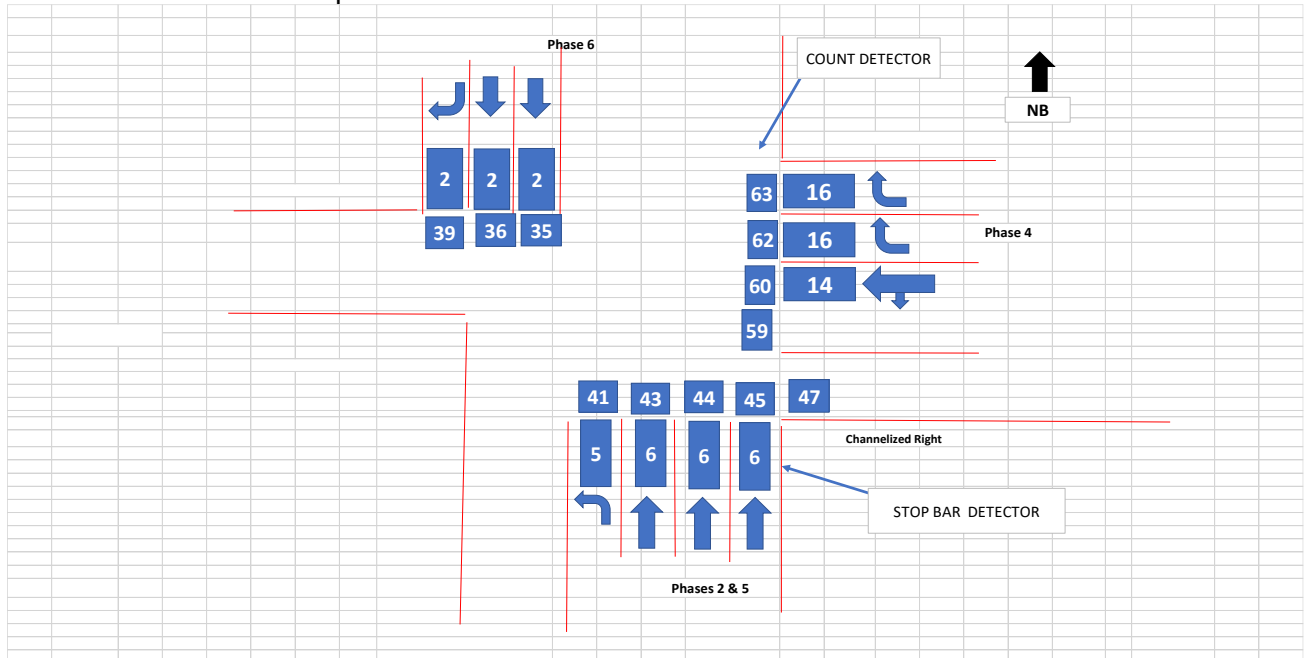 Phase 6
COUNT DETECTOR
NB
2 2 2
63 16
39 36 35
62 16
Phase 4
60 14
59
41 43 44 45 47
Channelized Right
5 6 6 6
STOP BAR DETECTOR
Phases 2 & 5